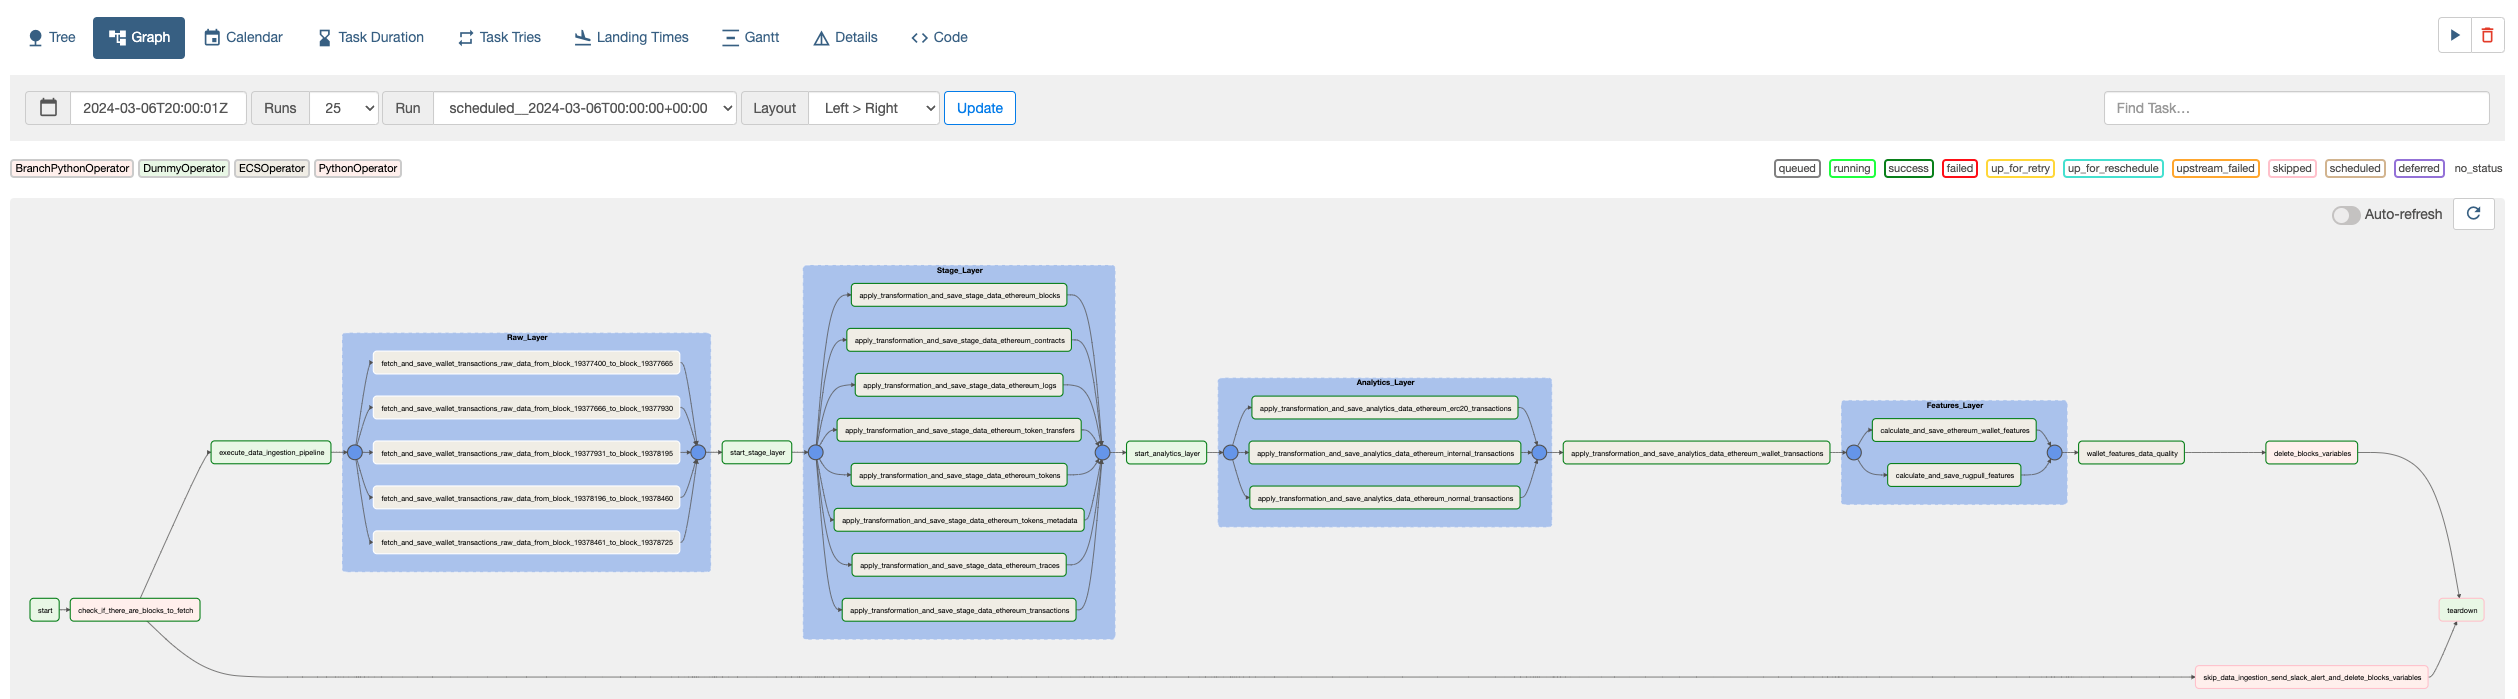 Tree
Graph
Calendar
Task Duration
Task Tries
Landing Times
Gantt
Details
Code
2024-03-06T20:00:01Z
Runs
25
Run
scheduled__2024-03-06T00:00:00+00:00
Layout
Left > Right
Update
Find Task...
BranchPythonOperator
DummyOperator
ECSOperator
PythonOperator
queued
running
success
failed
up_for_retry
up_for_reschedule
upstream_failed
skipped
scheduled
deferred
no_status
Auto-refresh
start
check_if_there_are_blocks_to_fetch
execute_data_ingestion_pipeline
Raw_Layer
fetch_and_save_wallet_transactions_raw_data_from_block_19377400_to_block_19377665
fetch_and_save_wallet_transactions_raw_data_from_block_19377666_to_block_19377930
fetch_and_save_wallet_transactions_raw_data_from_block_19377931_to_block_19378195
fetch_and_save_wallet_transactions_raw_data_from_block_19378196_to_block_19378460
fetch_and_save_wallet_transactions_raw_data_from_block_19378461_to_block_19378725
start_stage_layer
Stage_Layer
apply_transformation_and_save_stage_data_ethereum_blocks
apply_transformation_and_save_stage_data_ethereum_contracts
apply_transformation_and_save_stage_data_ethereum_logs
apply_transformation_and_save_stage_data_ethereum_token_transfers
apply_transformation_and_save_stage_data_ethereum_tokens
apply_transformation_and_save_stage_data_ethereum_tokens_metadata
apply_transformation_and_save_stage_data_ethereum_traces
apply_transformation_and_save_stage_data_ethereum_transactions
start_analytics_layer
Analytics_Layer
apply_transformation_and_save_analytics_data_ethereum_erc20_transactions
apply_transformation_and_save_analytics_data_ethereum_internal_transactions
apply_transformation_and_save_analytics_data_ethereum_normal_transactions
apply_transformation_and_save_analytics_data_ethereum_wallet_transactions
Features_Layer
calculate_and_save_ethereum_wallet_features
calculate_and_save_rugpull_features
wallet_features_data_quality
delete_blocks_variables
teardown
skip_data_ingestion_send_slack_alert_and_delete_blocks_variables